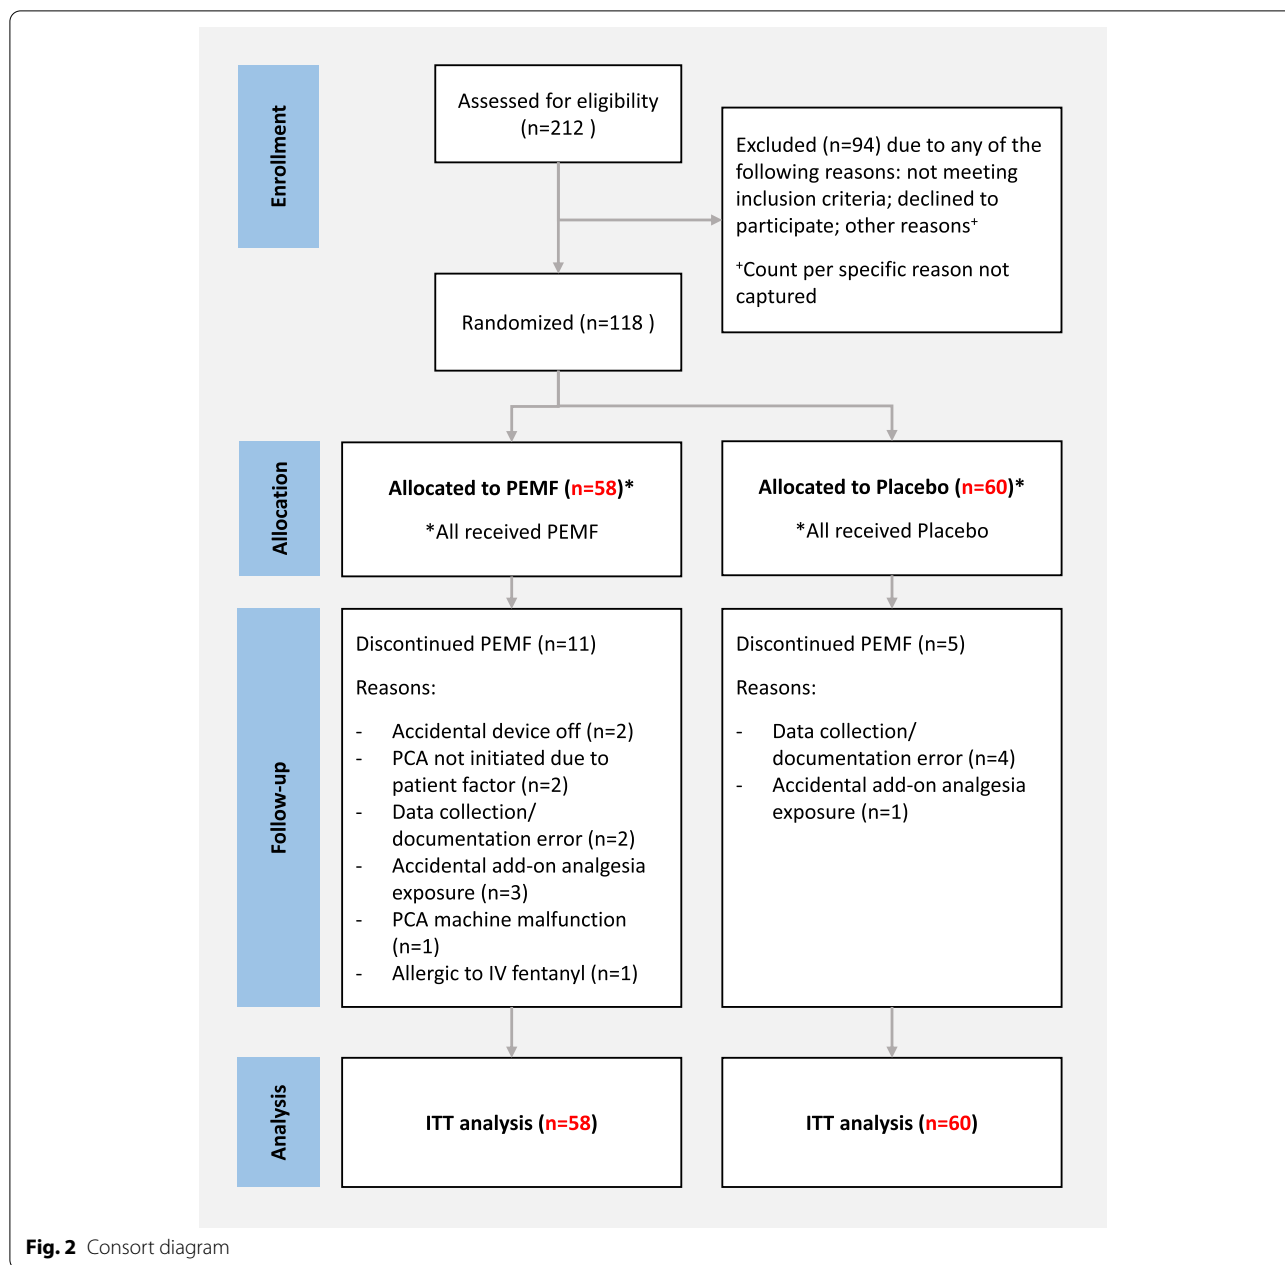 Enrollment
Assessed for eligibility
(n=212 )
Excluded (n=94) due to any of the
following reasons: not meeting
inclusion criteria; declined to
participate; other reasons+
+Count per specific reason not
captured
Randomized (n=118 )
Allocation
Allocated to PEMF (n=58)*
*All received PEMF
Allocated to Placebo (n=60)*
*All received Placebo
Follow-up
Discontinued PEMF (n=11)
Reasons:
- Accidental device off (n=2)
- PCA not initiated due to
patient factor (n=2)
- Data collection/
documentation error (n=2)
- Accidental add-on analgesia
exposure (n=3)
- PCA machine malfunction
(n=1)
- Allergic to IV fentanyl (n=1)
Discontinued PEMF (n=5)
Reasons:
- Data collection/
documentation error (n=4)
- Accidental add-on analgesia
exposure (n=1)
Analysis
ITT analysis (n=58)
ITT analysis (n=60)
Fig. 2 Consort diagram